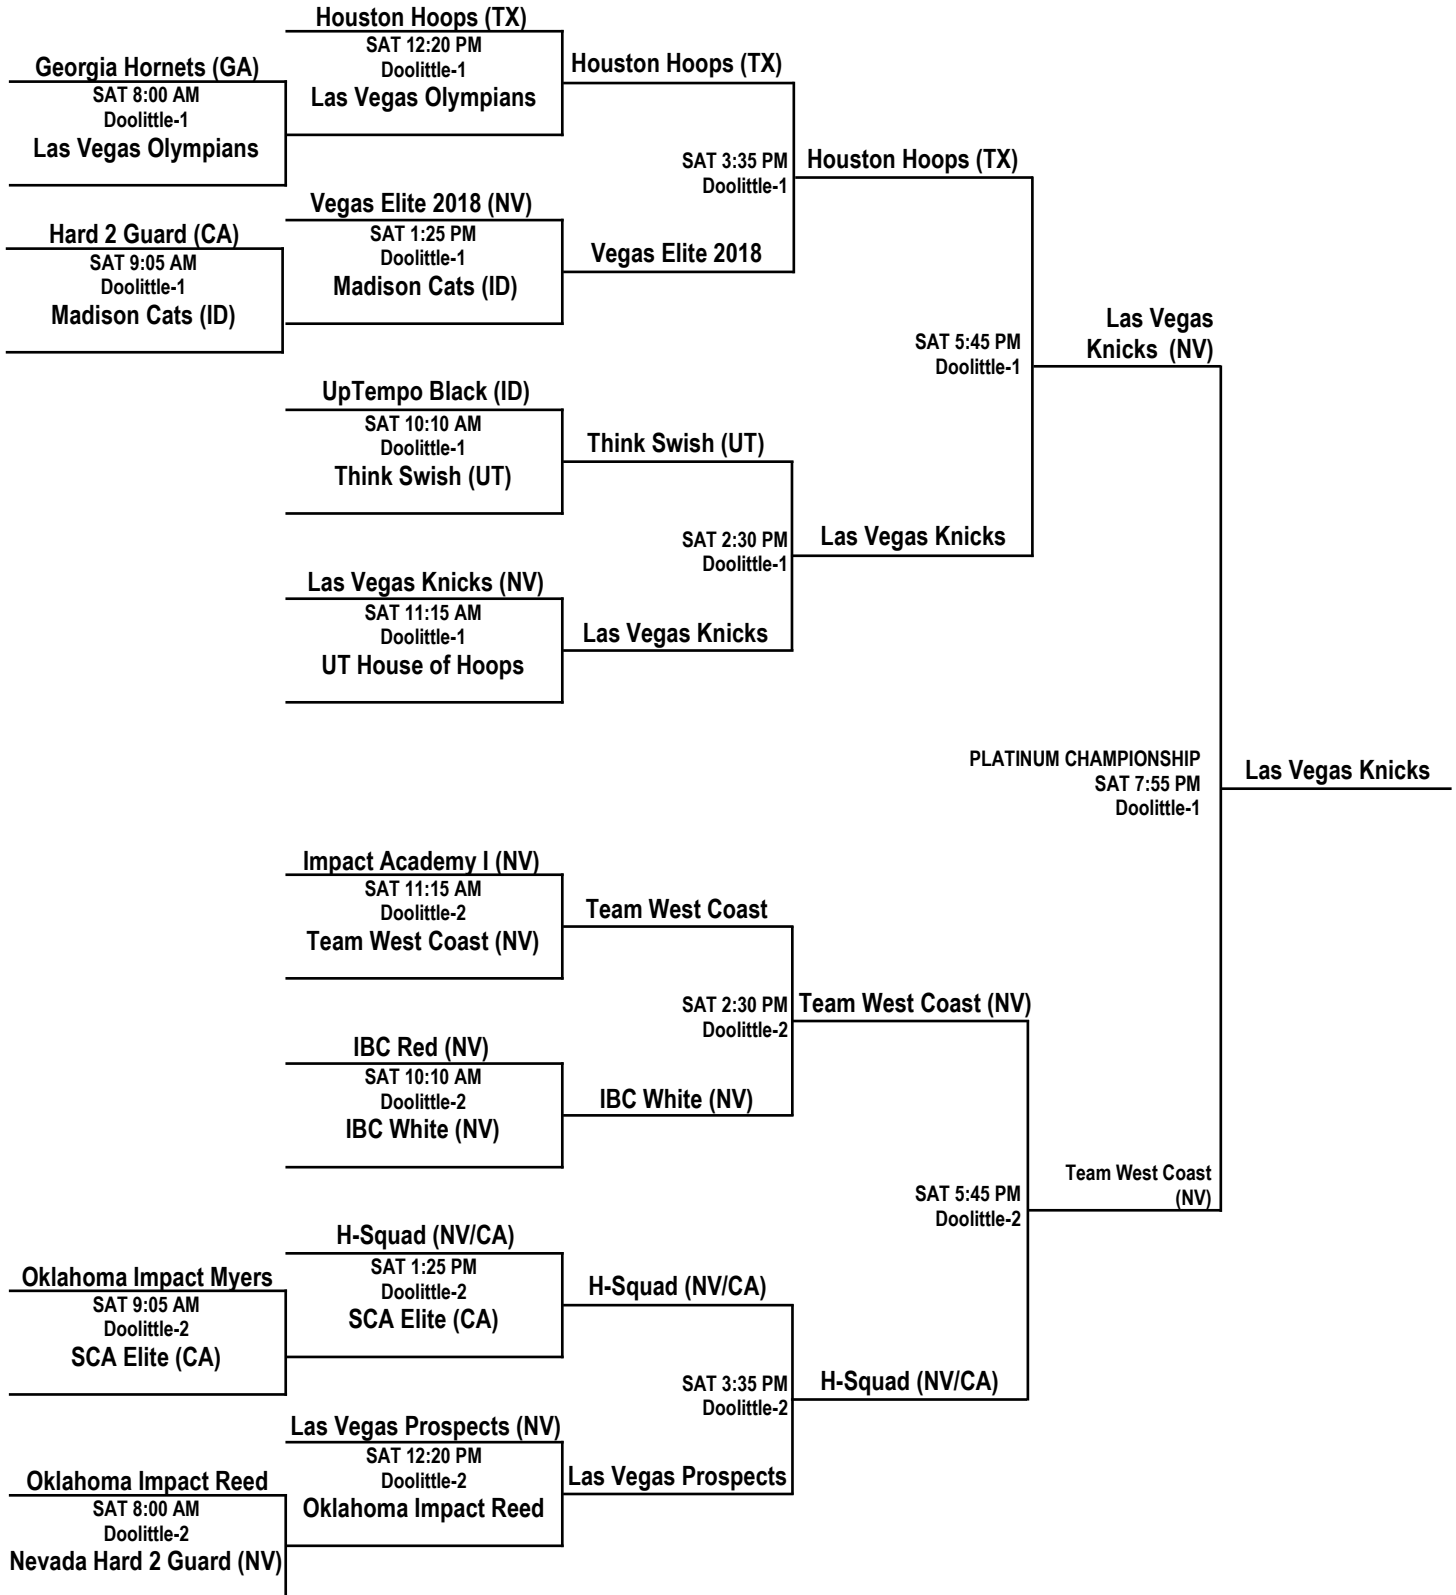 Houston Hoops (TX)
SAT 12:20 PM
Doolittle-1
Las Vegas Olympians
Georgia Hornets (GA)
SAT 8:00 AM
Doolittle-1
Las Vegas Olympians
Houston Hoops (TX)
SAT 3:35 PM
Doolittle-1
Houston Hoops (TX)
Vegas Elite 2018 (NV)
SAT 1:25 PM
Doolittle-1
Madison Cats (ID)
Hard 2 Guard (CA)
SAT 9:05 AM
Doolittle-1
Madison Cats (ID)
Vegas Elite 2018
SAT 5:45 PM
Doolittle-1
Las Vegas
Knicks (NV)
UpTempo Black (ID)
SAT 10:10 AM
Doolittle-1
Think Swish (UT)
Think Swish (UT)
SAT 2:30 PM
Doolittle-1
Las Vegas Knicks
Las Vegas Knicks (NV)
SAT 11:15 AM
Doolittle-1
UT House of Hoops
Las Vegas Knicks
PLATINUM CHAMPIONSHIP
SAT 7:55 PM
Doolittle-1
Las Vegas Knicks
Impact Academy I (NV)
SAT 11:15 AM
Doolittle-2
Team West Coast (NV)
Team West Coast
SAT 2:30 PM
Doolittle-2
Team West Coast (NV)
IBC Red (NV)
SAT 10:10 AM
Doolittle-2
IBC White (NV)
IBC White (NV)
SAT 5:45 PM
Doolittle-2
Team West Coast
(NV)
H-Squad (NV/CA)
SAT 1:25 PM
Doolittle-2
SCA Elite (CA)
Oklahoma Impact Myers
SAT 9:05 AM
Doolittle-2
SCA Elite (CA)
H-Squad (NV/CA)
SAT 3:35 PM
Doolittle-2
H-Squad (NV/CA)
Las Vegas Prospects (NV)
SAT 12:20 PM
Doolittle-2
Oklahoma Impact Reed
Las Vegas Prospects
Oklahoma Impact Reed
SAT 8:00 AM
Doolittle-2
Nevada Hard 2 Guard (NV)